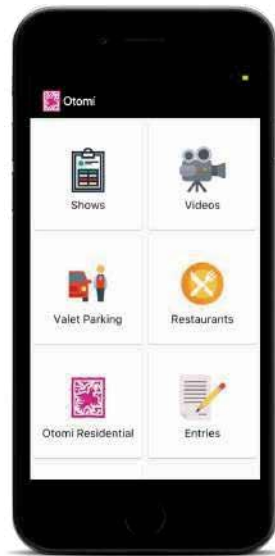 Otomi
Shows
Videos
Valet Parking
Restaurants
Otomi Residential
Entries